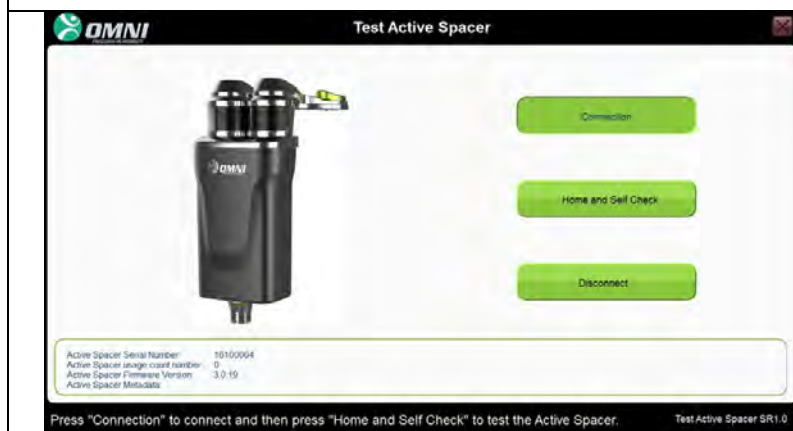 OMNI
Test Active Spacer
OMNI
Connection
Home and Self Check
Disconnect
Active Spacer Serial Number: 16100004
Active Spacer usage count number: 0
Active Spacer Firmware Version: 3.0.19
Active Spacer Metadata:
Press "Connection" to connect and then press "Home and Self Check" to test the Active Spacer.
Test Active Spacer SR1.0